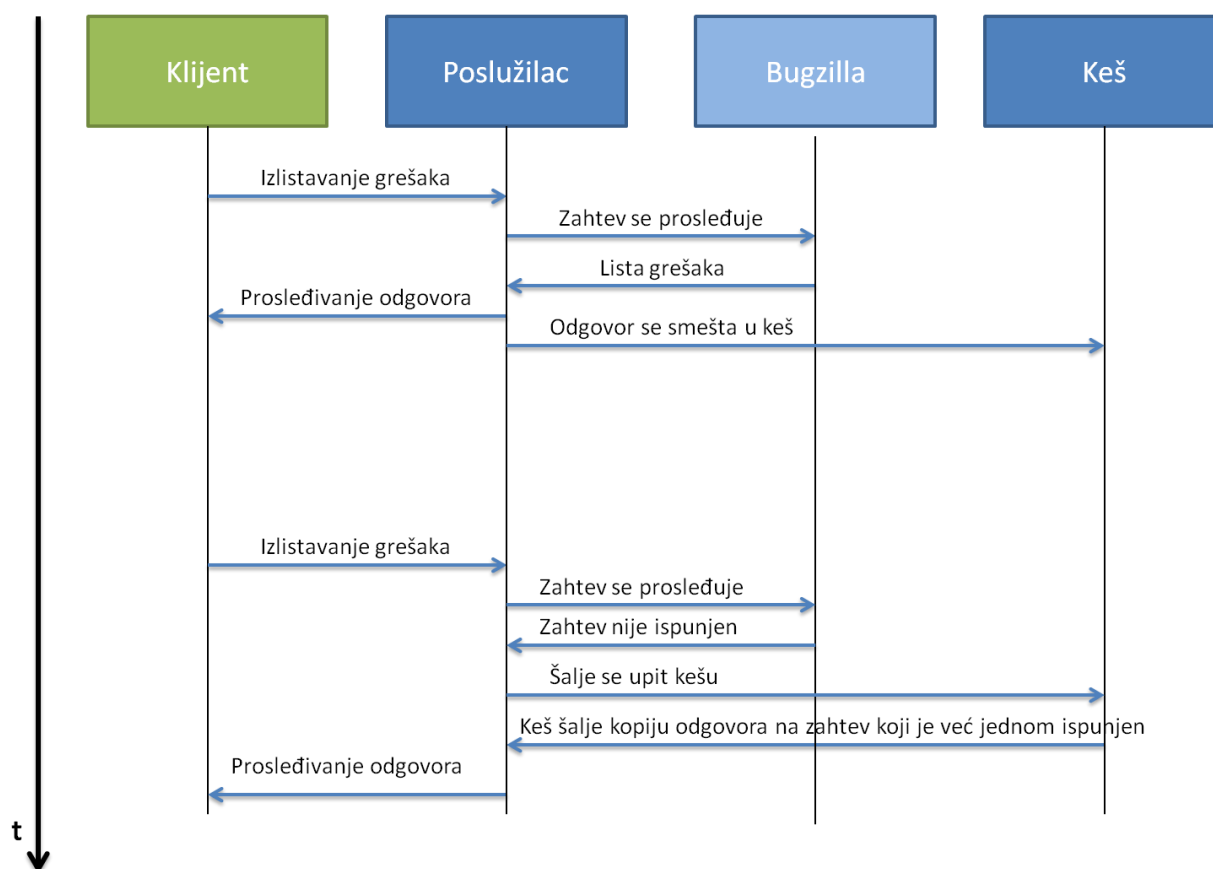 Klijent
Poslužilac
Bugzilla
Keš
Izlistavanje grešaka
Zahtev se prosleđuje
Lista grešaka
Prosleđivanje odgovora
Odgovor se smešta u keš
Izlistavanje grešaka
Zahtev se prosleđuje
Zahtev nije ispunjen
Šalje se upit kešu
Keš šalje kopiju odgovora na zahtev koji je već jednom ispunjen
Prosleđivanje odgovora
t